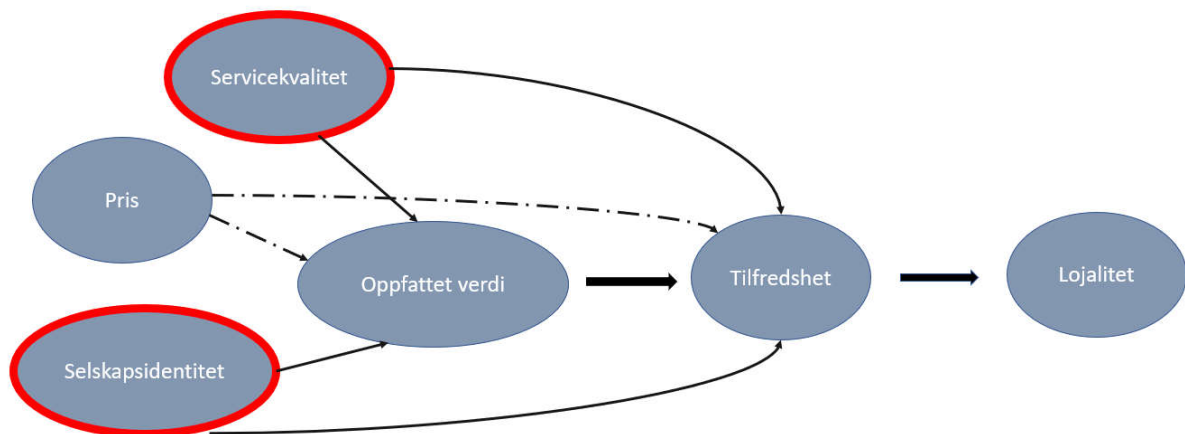 Servicekvalitet
Pris
Oppfattet verdi
Tilfredshet
Lojalitet
Selskapsidentitet